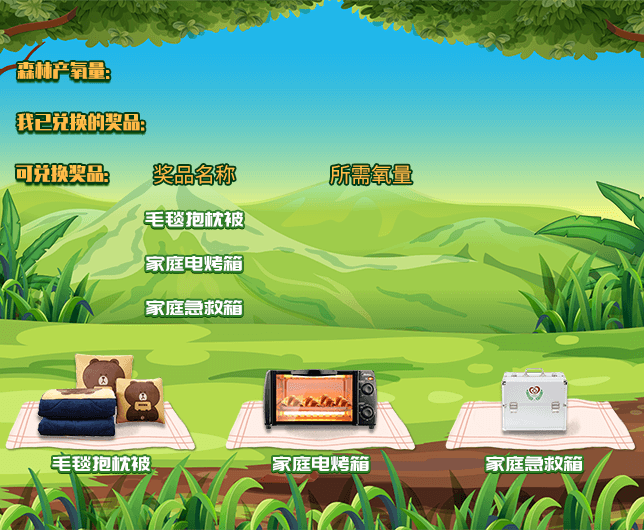 森林产氧量:
我已兑换的奖品:
可兑换奖品: 奖品名称 所需氧量
毛毯抱枕被
家庭电烤箱
家庭急救箱
毛毯抱枕被 家庭电烤箱 家庭急救箱